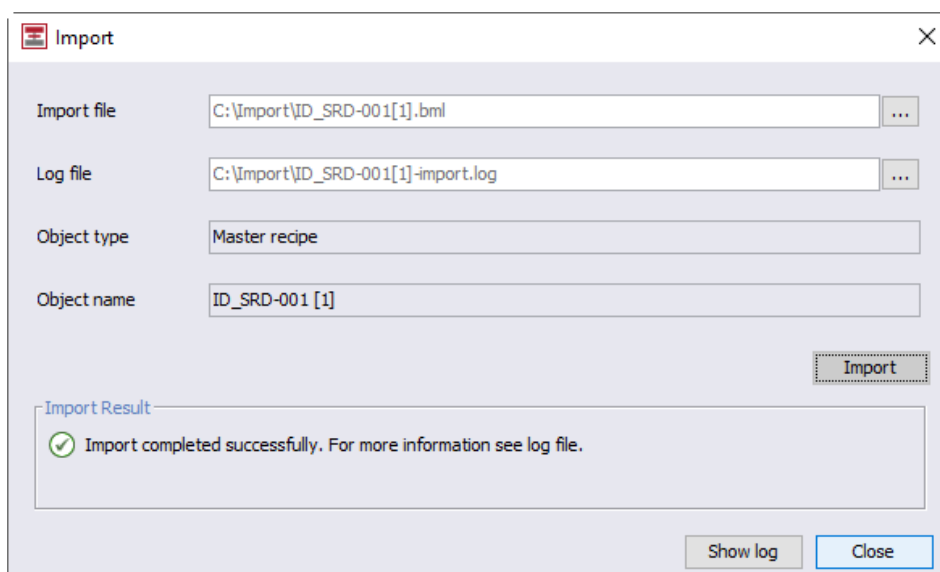 Import
Import file C:\Import\ID_SRD-001[1].bml ...
Log file C:\Import\ID_SRD-001[1]-import.log ...
Object type Master recipe
Object name ID_SRD-001 [1]
Import
Import Result
Import completed successfully. For more information see log file.
Show log Close